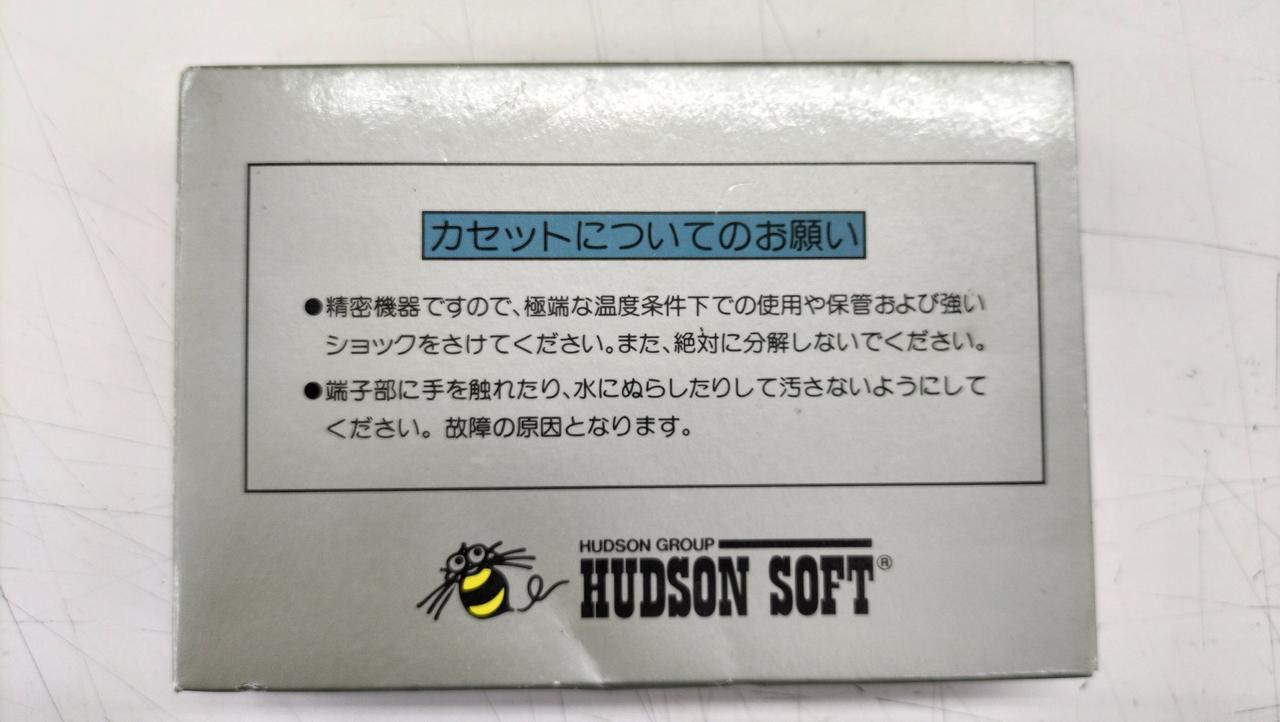 カセットについてのお願い
●精密機器ですので、極端な温度条件下での使用や保管および強い
ショックをさけてください。また、絶対に分解しないでください。
●端子部に手を触れたり、水にぬらしたりして汚さないようにして
ください。故障の原因となります。
HUDSON GROUP
HUDSON SOFT®